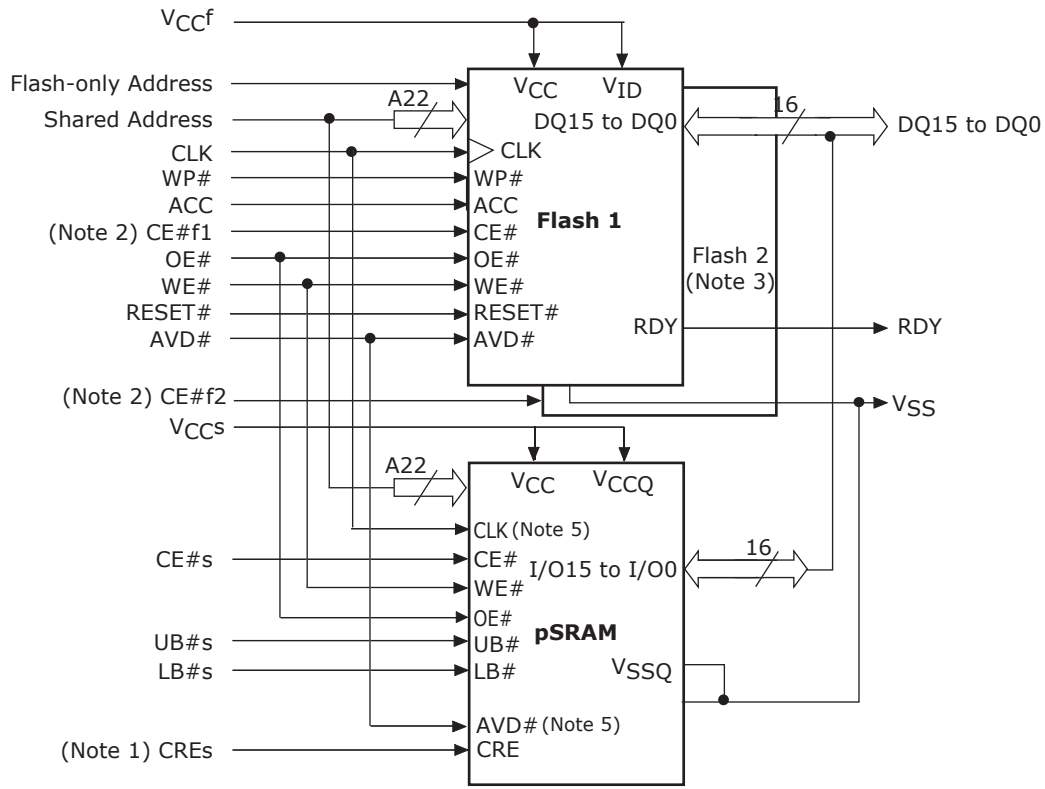 VCCf
Flash-only Address
Shared Address
CLK
WP#
ACC
(Note 2) CE#f1
OE#
WE#
RESET#
AVD#
(Note 2) CE#f2
VCCs
CE#s
UB#s
LB#s
(Note 1) CREs
A22
VCC
VID
DQ15 to DQ0
CLK
WP#
ACC
Flash 1
CE#
OE#
WE#
RESET#
RDY
AVD#
Flash 2
(Note 3)
16
DQ15 to DQ0
RDY
VSS
A22
VCC
VCCQ
CLK (Note 5)
CE#
I/O15 to I/O0
WE#
OE#
pSRAM
UB#
LB#
VSSQ
AVD# (Note 5)
CRE
16